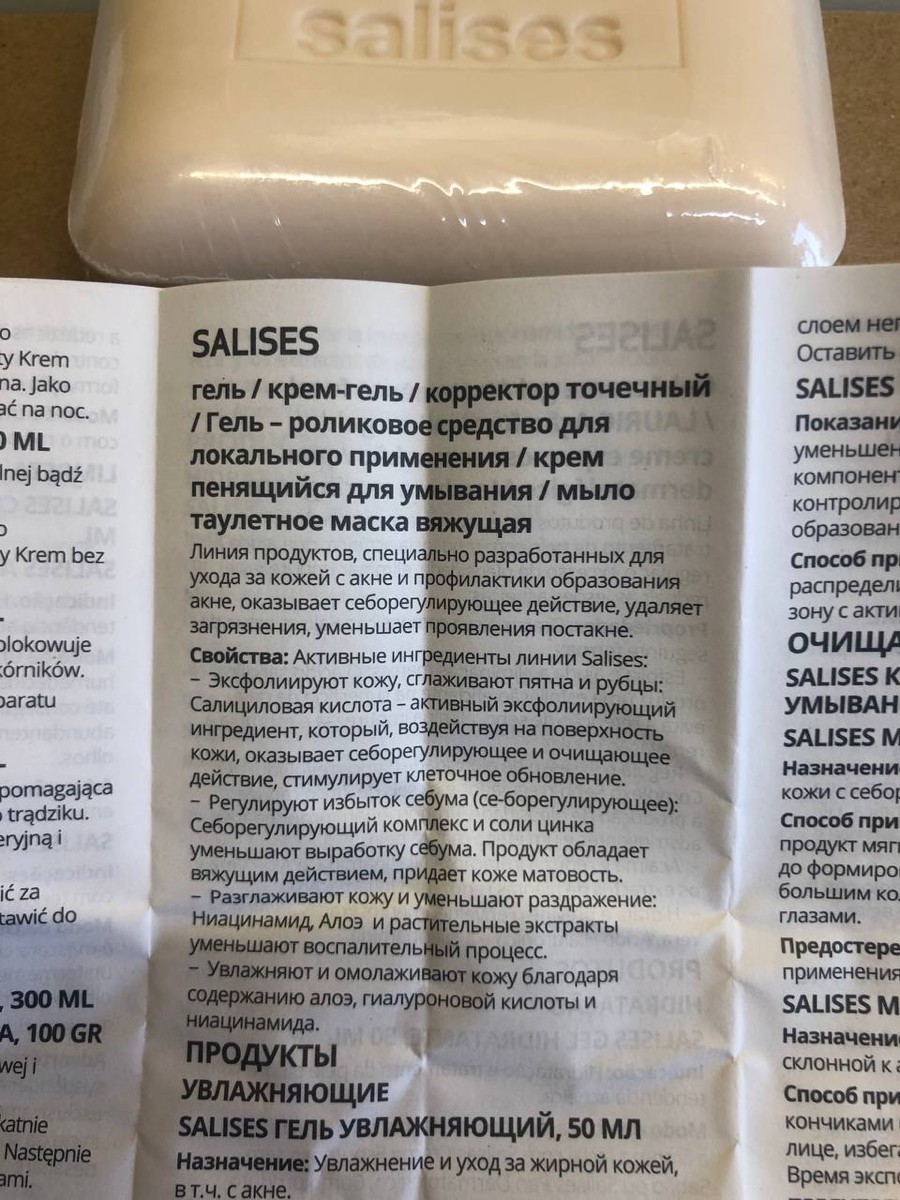 salises
о
ty Krem
na. Jako
ać na noc.
0 ML
lnej bądź
o
y Krem bez
plokowuje
kórników.
paratu
pomagająca
o trądziku.
eryjną i
ić za
tawić do
, 300 ML
A, 100 GR
wej i
katnie
Następnie
ami.
SALISES
гель / крем-гель / корректор точечный
/ Гель – роликовое средство для
локального применения / крем
пенящийся для умывания / мыло
таулетное маска вяжущая
Линия продуктов, специально разработанных для
ухода за кожей с акне и профилактики образования
акне, оказывает себорегулирующее действие, удаляет
загрязнения, уменьшает проявления постакне.
Свойства: Активные ингредиенты линии Salises:
– Эксфолиируют кожу, сглаживают пятна и рубцы:
Салициловая кислота – активный эксфолиирующий
ингредиент, который, воздействуя на поверхность
кожи, оказывает себорегулирующее и очищающее
действие, стимулирует клеточное обновление.
– Регулируют избыток себума (се-борегулирующее):
Себорегулирующий комплекс и соли цинка
уменьшают выработку себума. Продукт обладает
вяжущим действием, придает коже матовость.
– Разглаживают кожу и уменьшают раздражение:
Ниацинамид, Алоэ и растительные экстракты
уменьшают воспалительный процесс.
– Увлажняют и омолаживают кожу благодаря
содержанию алоэ, гиалуроновой кислоты и
ниацинамида.
ПРОДУКТЫ
УВЛАЖНЯЮЩИЕ
SALISES ГЕЛЬ УВЛАЖНЯЮЩИЙ, 50 МЛ
Назначение: Увлажнение и уход за жирной кожей,
в т.ч. с акне.
слоем неп
Оставить
SALISES
Показани
уменьшен
компонент
контролир
образован
Способ пр
распредели
зону с акти
ОЧИЩА
SALISES К
УМЫВАН
SALISES М
Назначени
кожи с себор
Способ при
продукт мяг
до формиро
большим ко
глазами.
Предостере
применения
SALISES М
Назначени
склонной к а
Способ при
кончиками
лице, избега
Время экспо